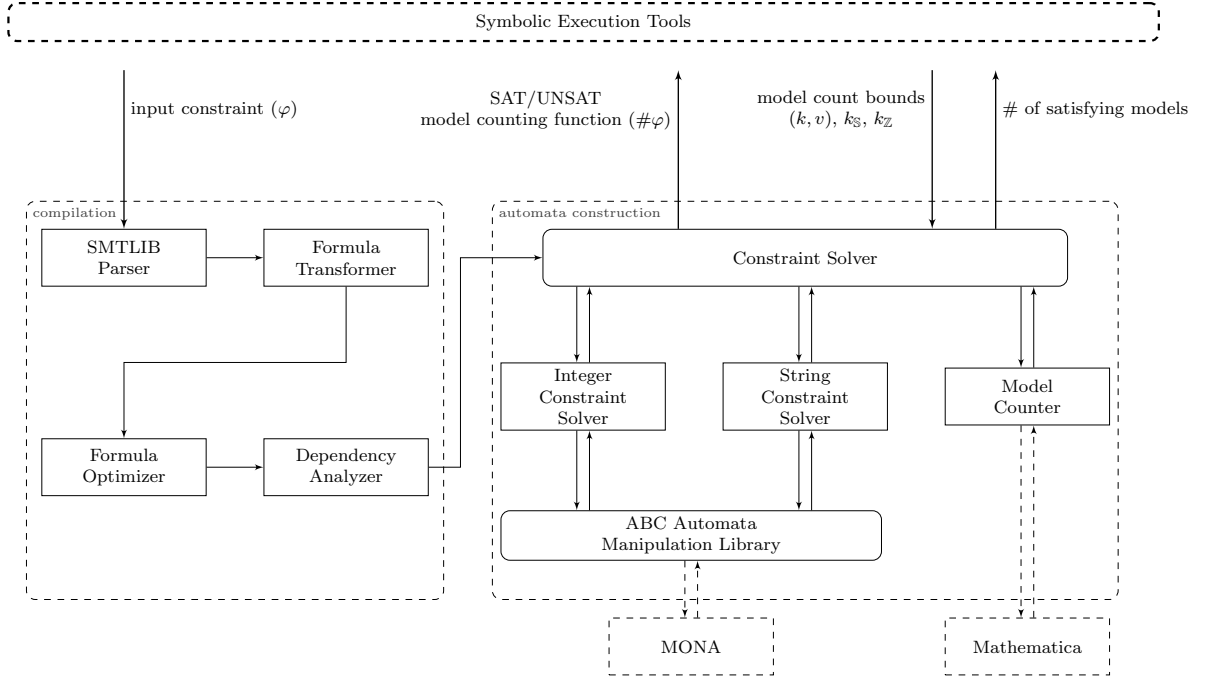 Symbolic Execution Tools
input constraint (φ)
SAT/UNSAT
model counting function (#φ)
model count bounds
(k, v), k𝕊, kℤ
# of satisfying models
compilation
SMTLIB
Parser
Formula
Transformer
Formula
Optimizer
Dependency
Analyzer
automata construction
Constraint Solver
Integer
Constraint
Solver
String
Constraint
Solver
Model
Counter
ABC Automata
Manipulation Library
MONA
Mathematica